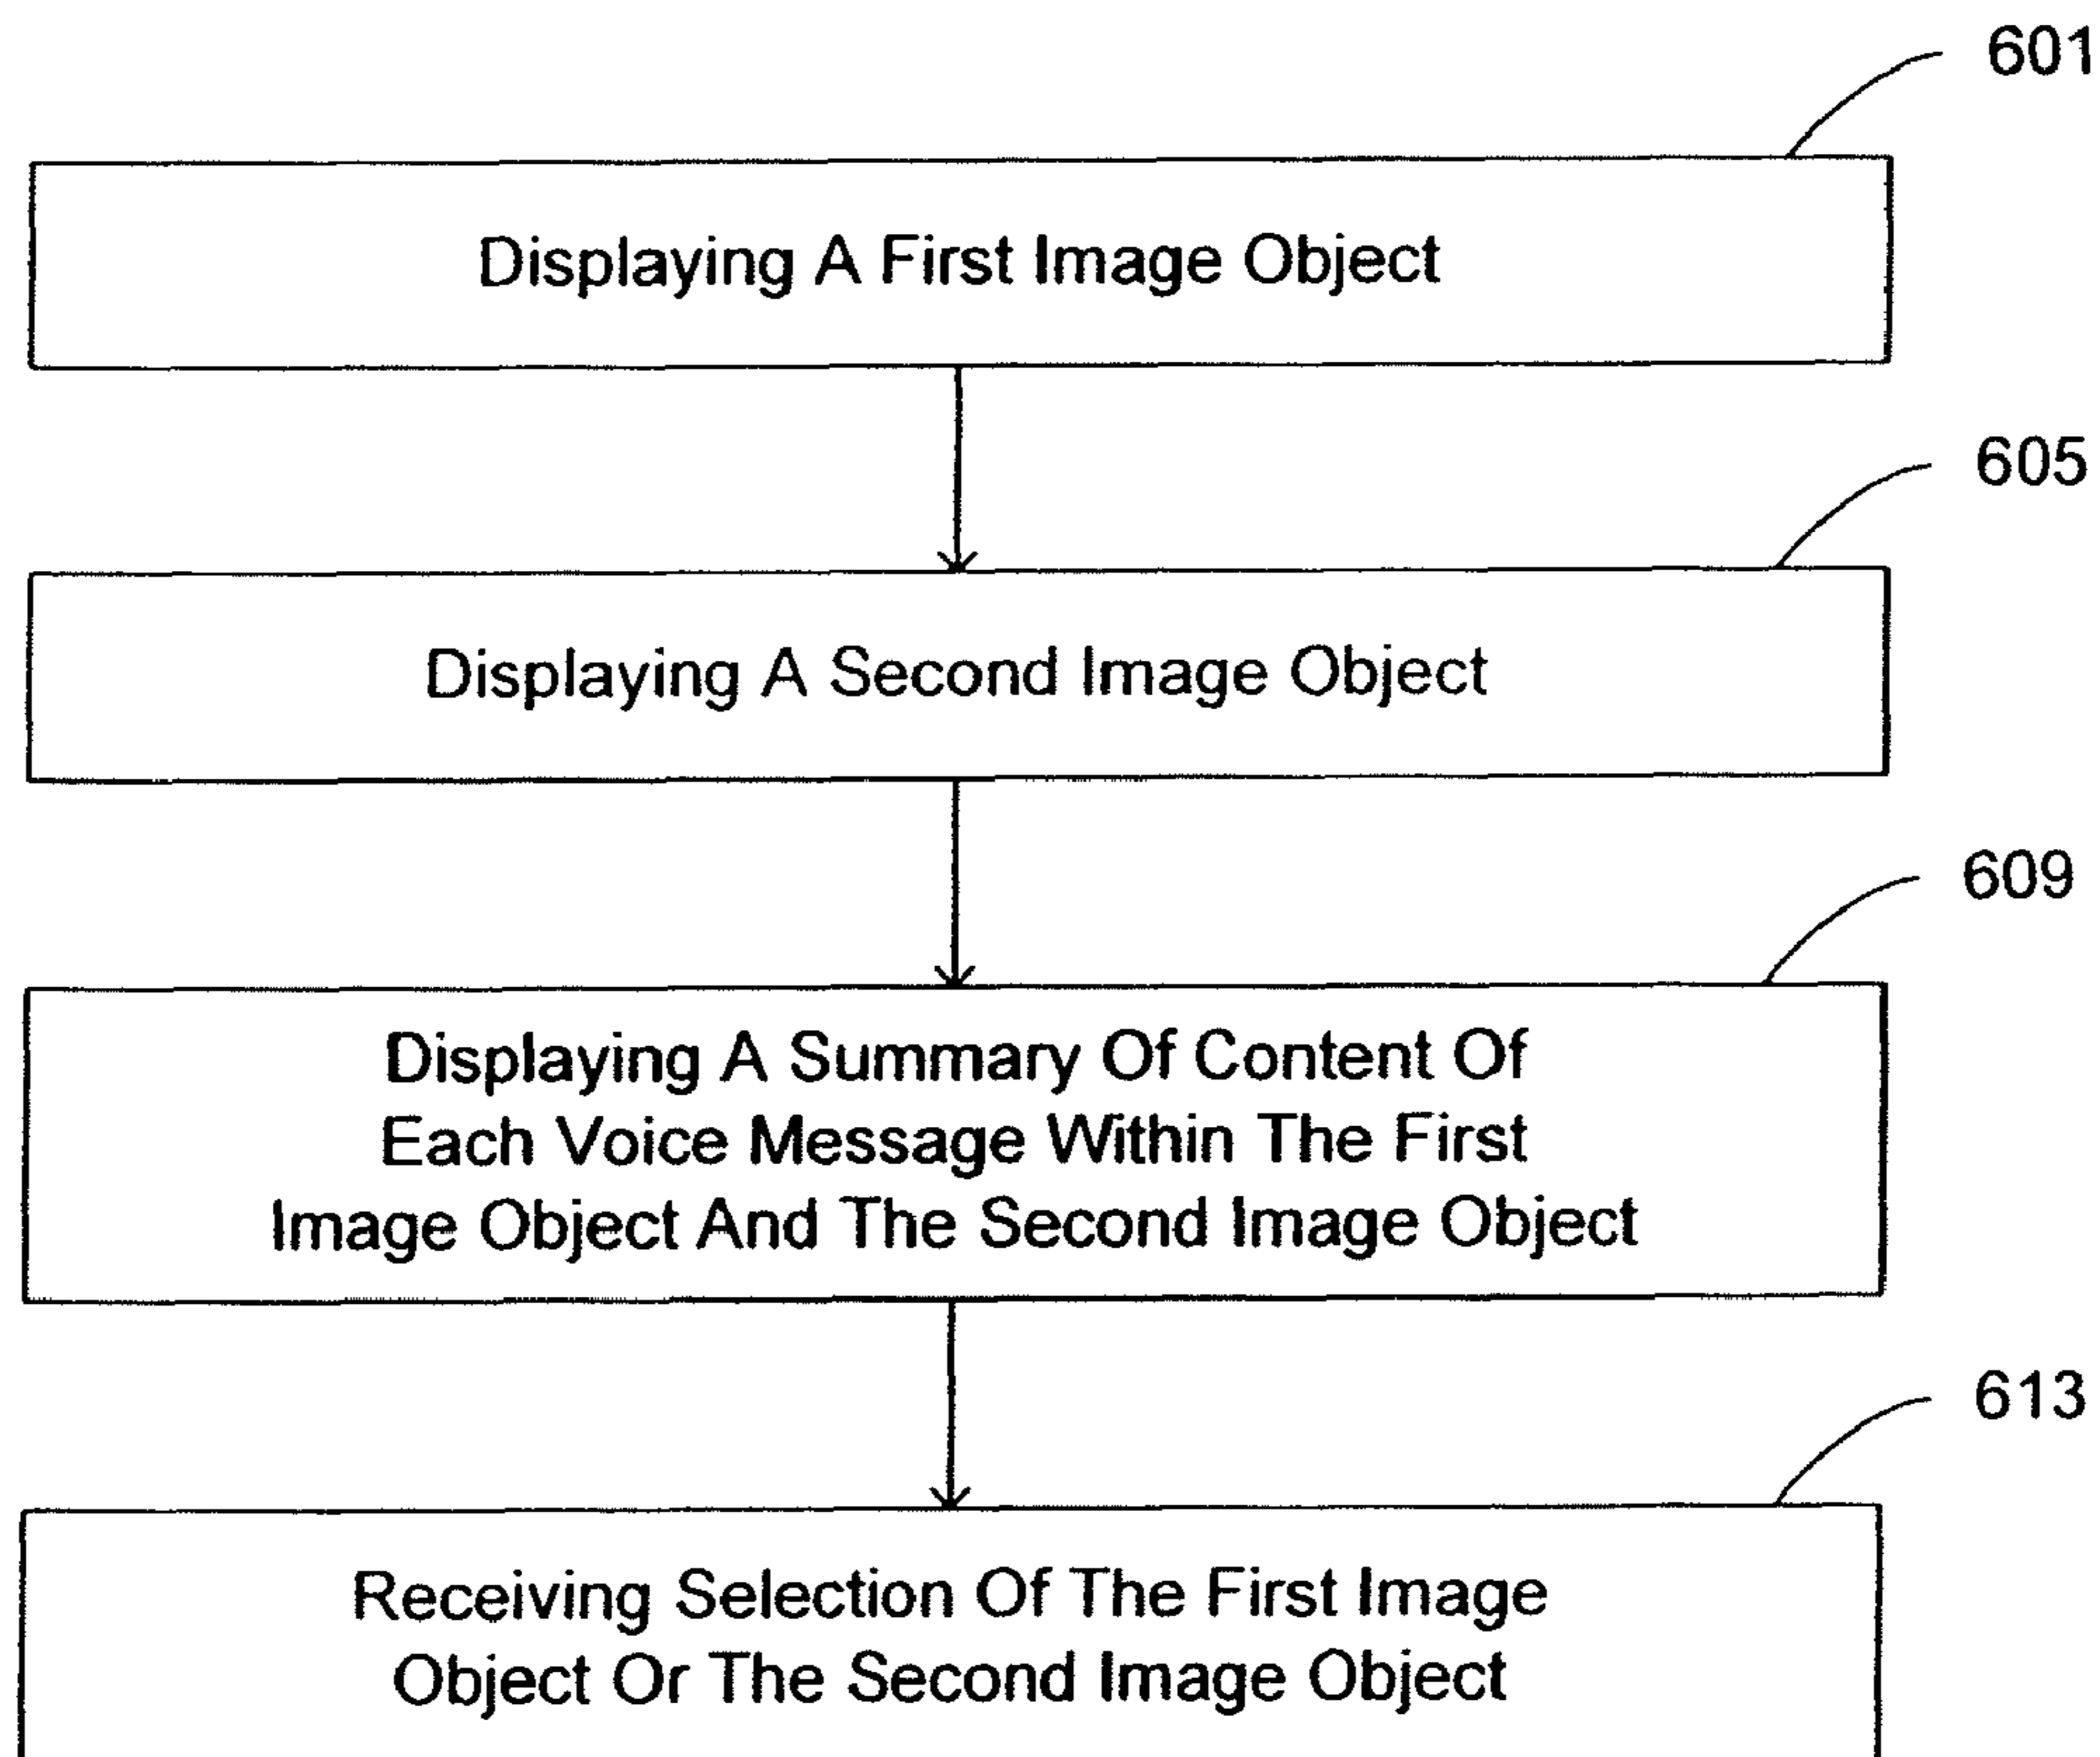 601
Displaying A First Image Object
605
Displaying A Second Image Object
609
Displaying A Summary Of Content Of
Each Voice Message Within The First
Image Object And The Second Image Object
613
Receiving Selection Of The First Image
Object Or The Second Image Object